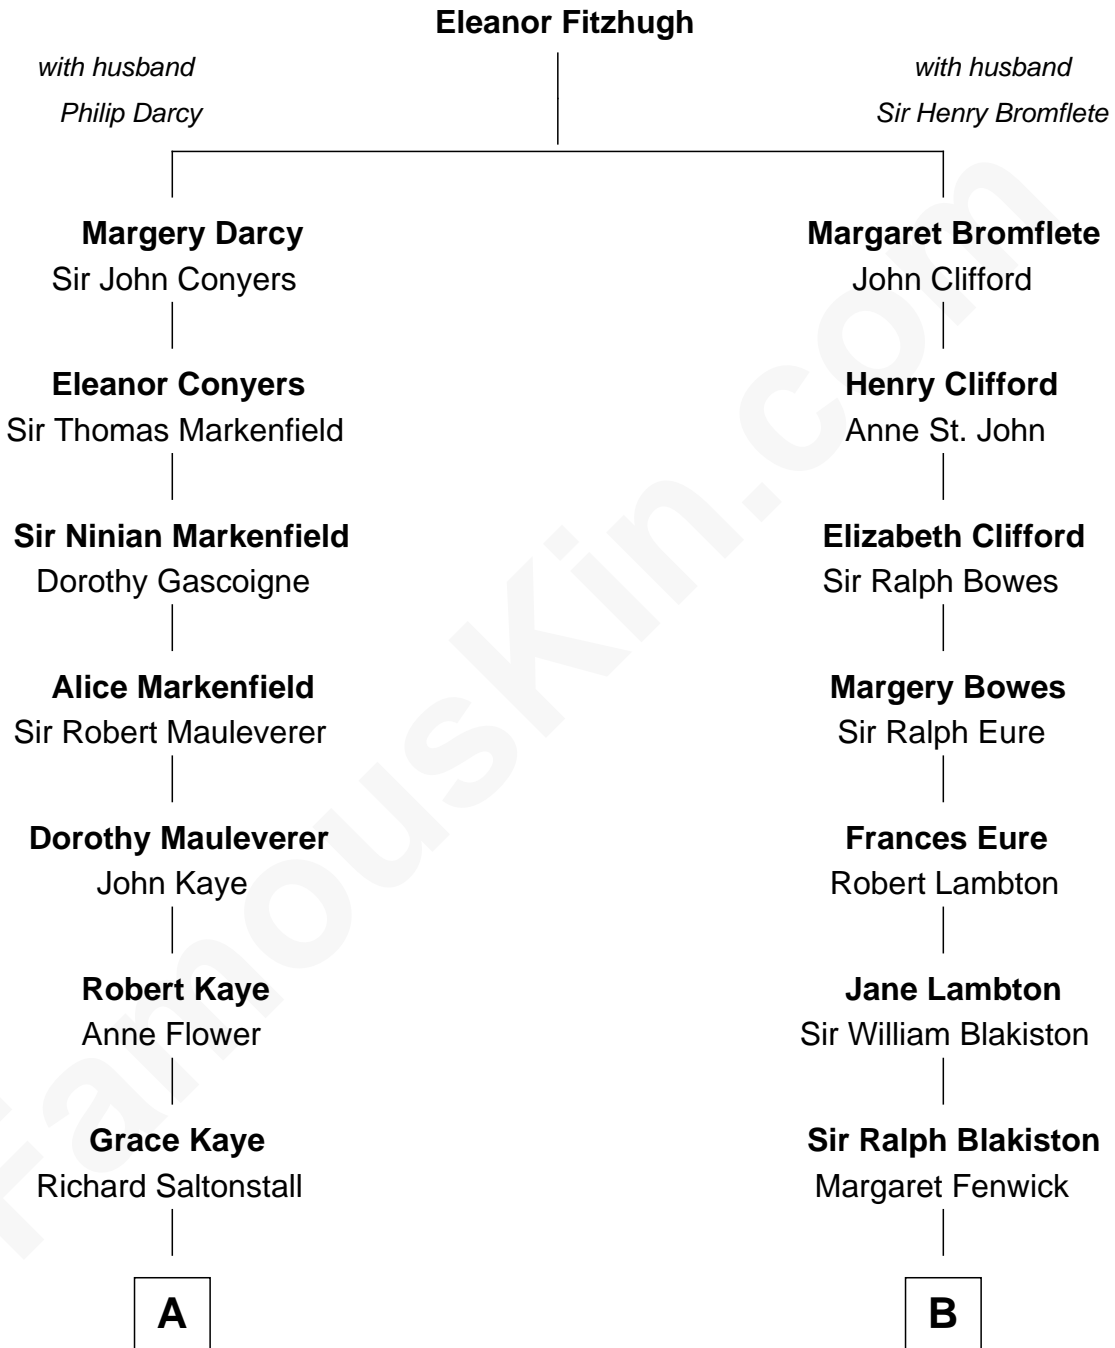 Eleanor Fitzhugh
with husband
Philip Darcy
with husband
Sir Henry Bromflete
Margery Darcy
Sir John Conyers
Margaret Bromflete
John Clifford
Eleanor Conyers
Sir Thomas Markenfield
Henry Clifford
Anne St. John
Sir Ninian Markenfield
Dorothy Gascoigne
Elizabeth Clifford
Sir Ralph Bowes
Alice Markenfield
Sir Robert Mauleverer
Margery Bowes
Sir Ralph Eure
Dorothy Mauleverer
John Kaye
Frances Eure
Robert Lambton
Robert Kaye
Anne Flower
Jane Lambton
Sir William Blakiston
Grace Kaye
Richard Saltonstall
Sir Ralph Blakiston
Margaret Fenwick
A
B
FamousKin.com